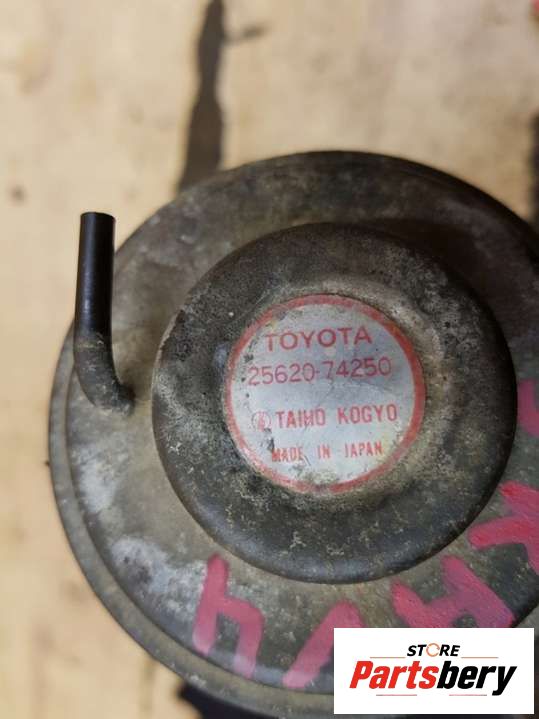 TOYOTA
25620-74250
TAIHO KOGYO
MADE IN JAPAN
STORE
Partsbery